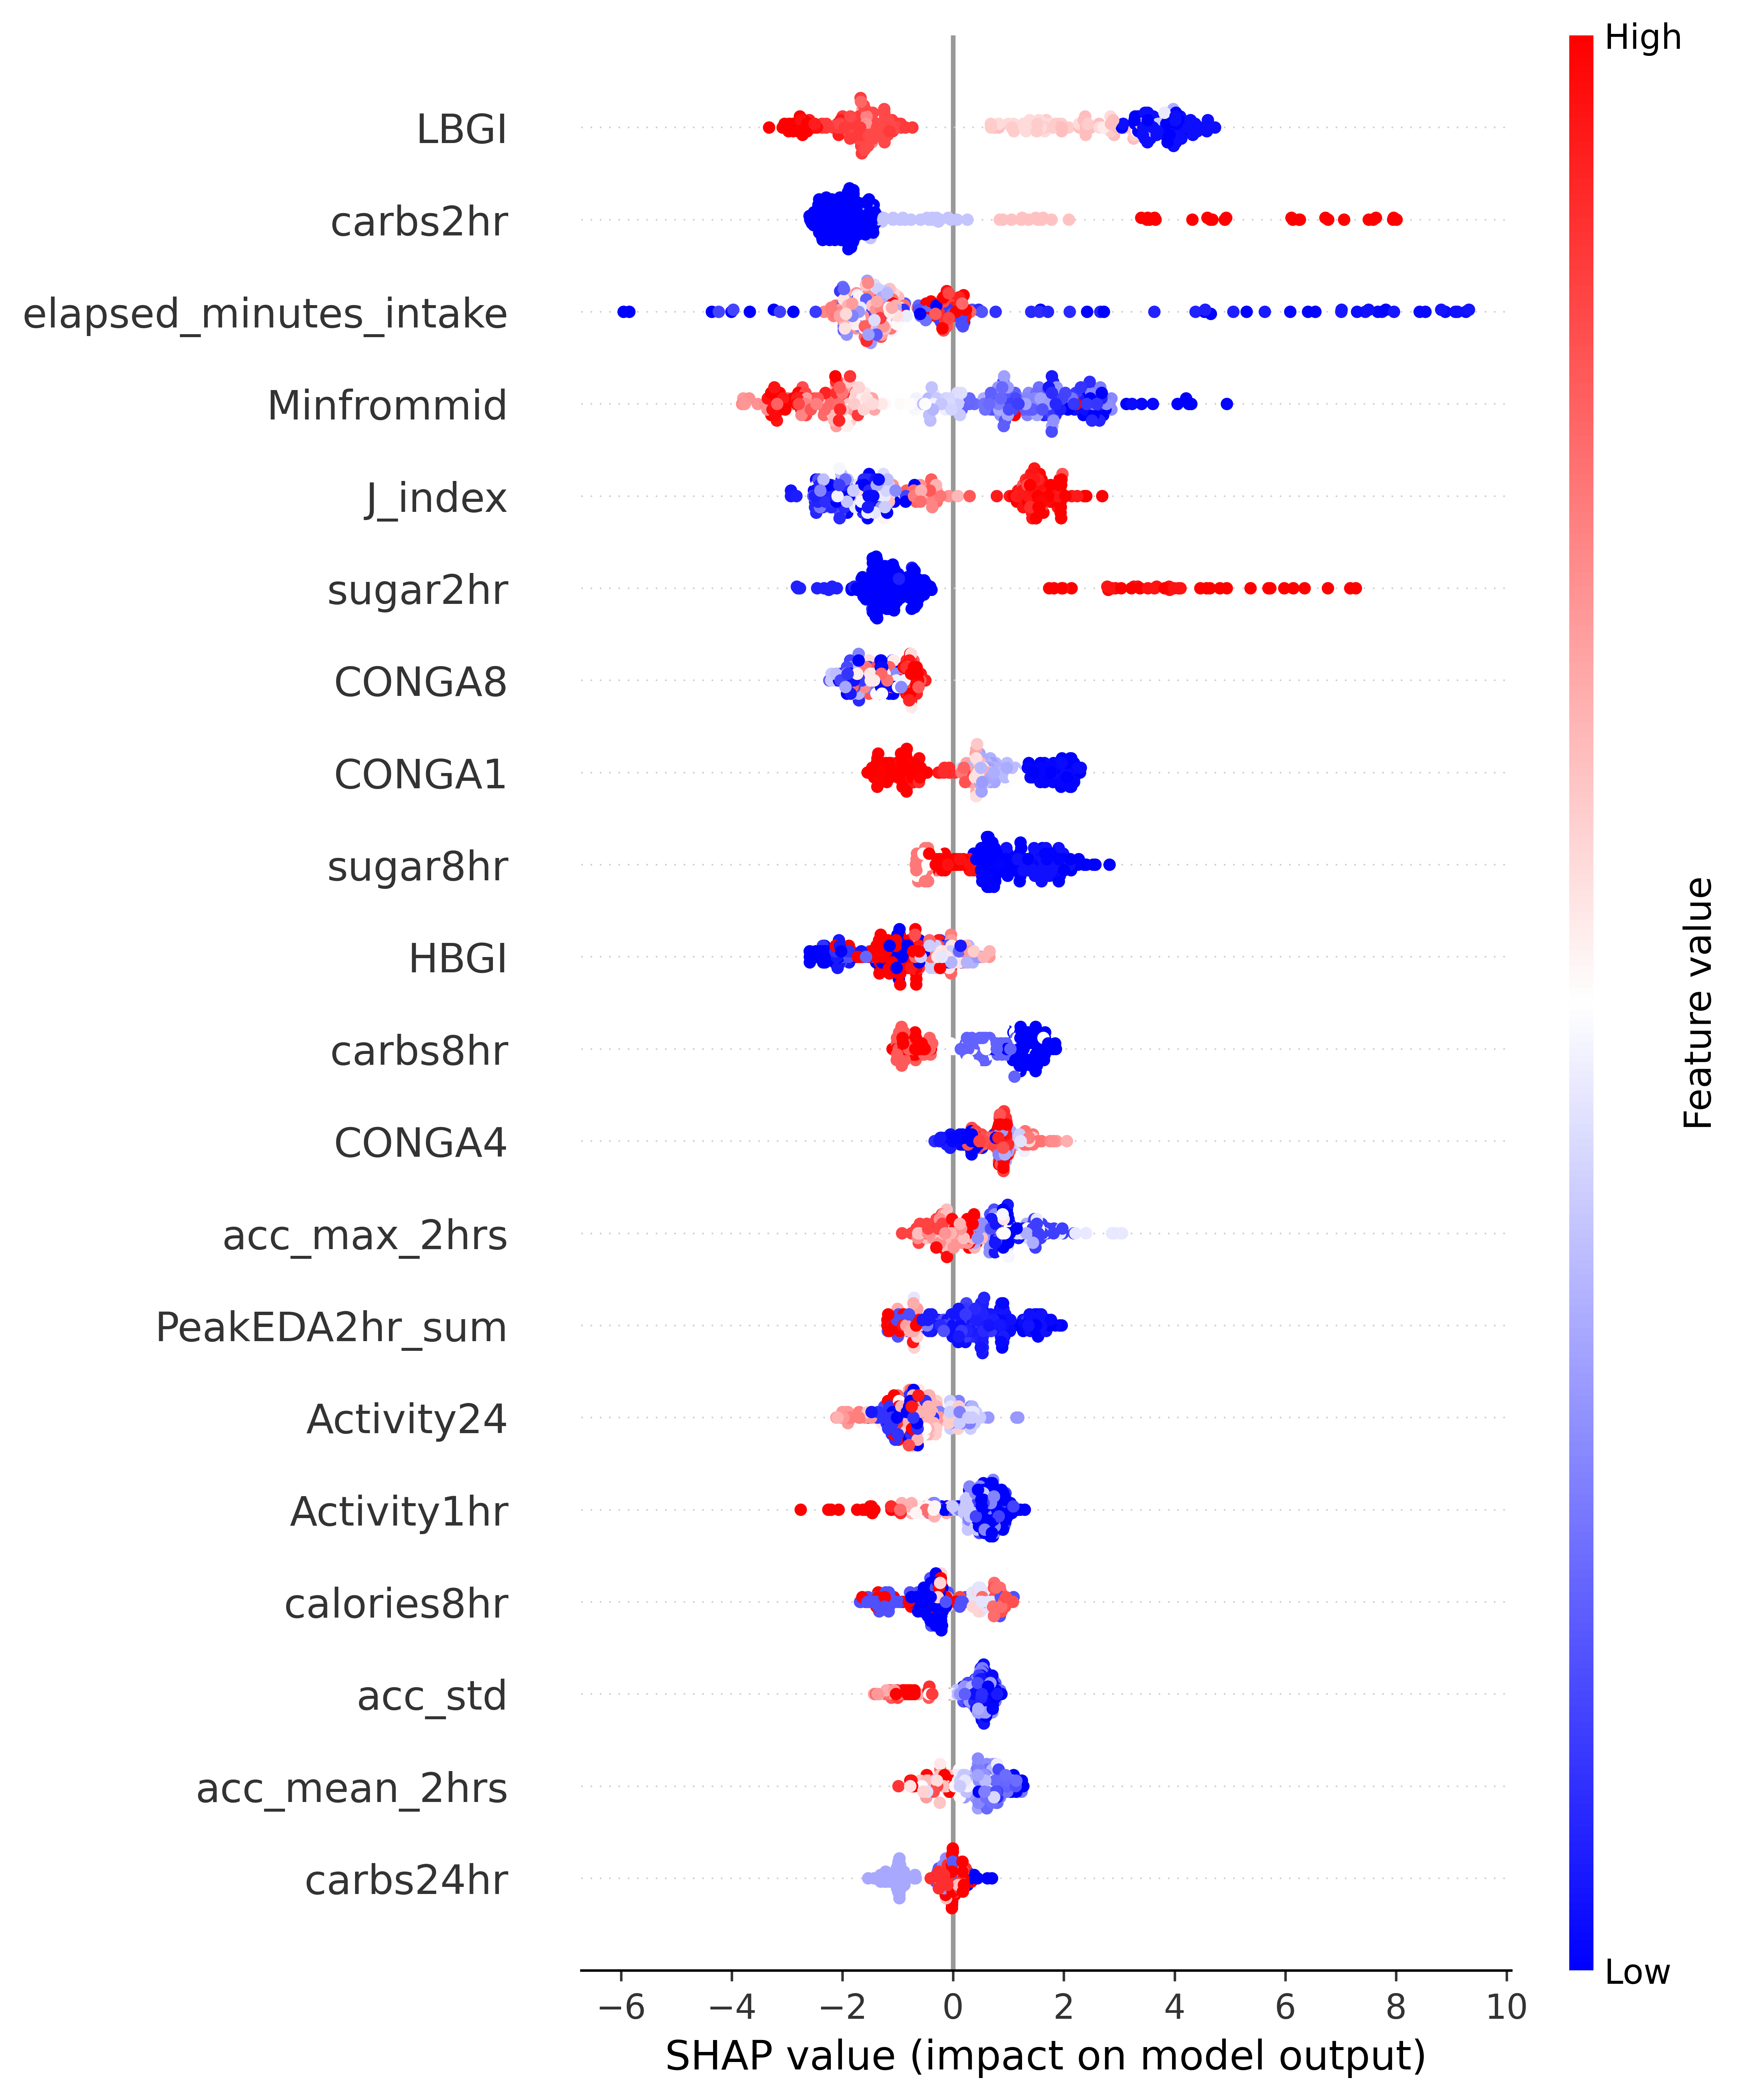 High
LBGI
carbs2hr
elapsed_minutes_intake
Minfrommid
J_index
sugar2hr
CONGA8
CONGA1
sugar8hr
HBGI
carbs8hr
CONGA4
acc_max_2hrs
PeakEDA2hr_sum
Activity24
Activity1hr
calories8hr
acc_std
acc_mean_2hrs
carbs24hr
Feature value
Low
−6 −4 −2 0 2 4 6 8 10
SHAP value (impact on model output)